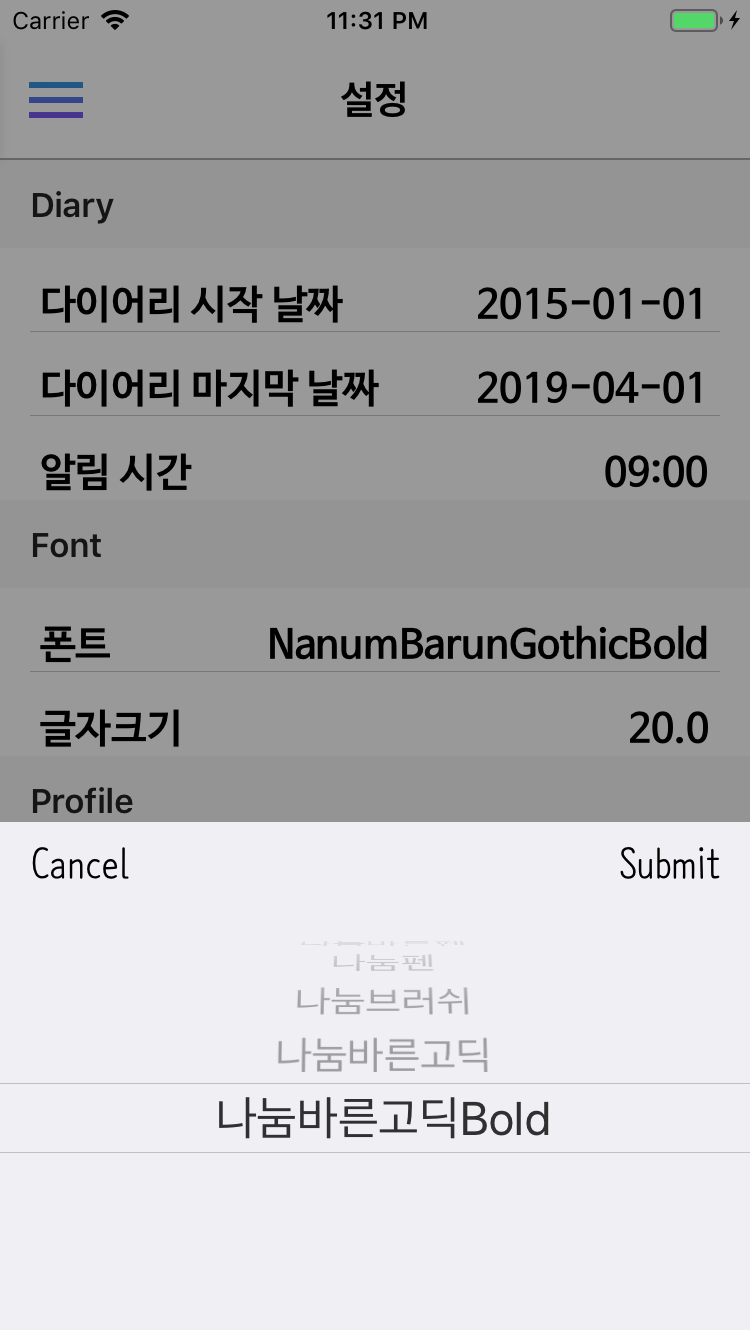 Carrier 11:31 PM
설정
Diary
다이어리 시작 날짜 2015-01-01
다이어리 마지막 날짜 2019-04-01
알림 시간 09:00
Font
폰트 NanumBarunGothicBold
글자크기 20.0
Profile
Cancel Submit
나눔펜
나눔브러쉬
나눔바른고딕
나눔바른고딕Bold